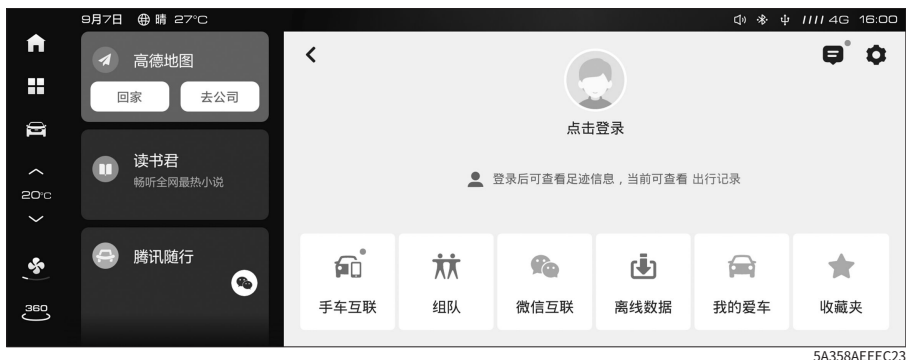 9月7日 晴 27℃
4G 16:00
高德地图
回家 去公司
读书君
畅听全网最热小说
腾讯随行
20℃
360
点击登录
登录后可查看足迹信息，当前可查看 出行记录
手车互联 组队 微信互联 离线数据 我的爱车 收藏夹
5A358AEEEC23